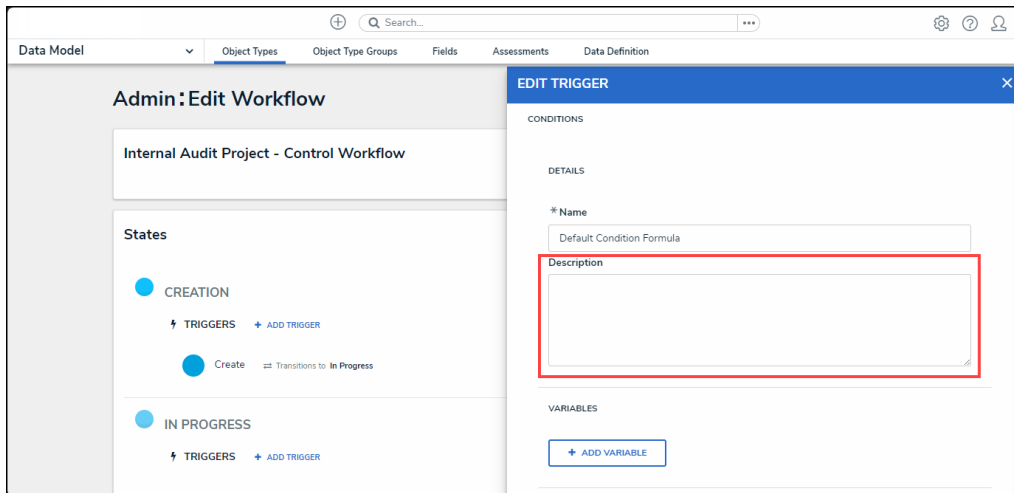 Search...
Data Model
Object Types
Object Type Groups
Fields
Assessments
Data Definition
Admin:Edit Workflow
Internal Audit Project - Control Workflow
States
CREATION
TRIGGERS + ADD TRIGGER
Create Transitions to In Progress
IN PROGRESS
TRIGGERS + ADD TRIGGER
EDIT TRIGGER
CONDITIONS
DETAILS
*Name
Default Condition Formula
Description
VARIABLES
+ ADD VARIABLE